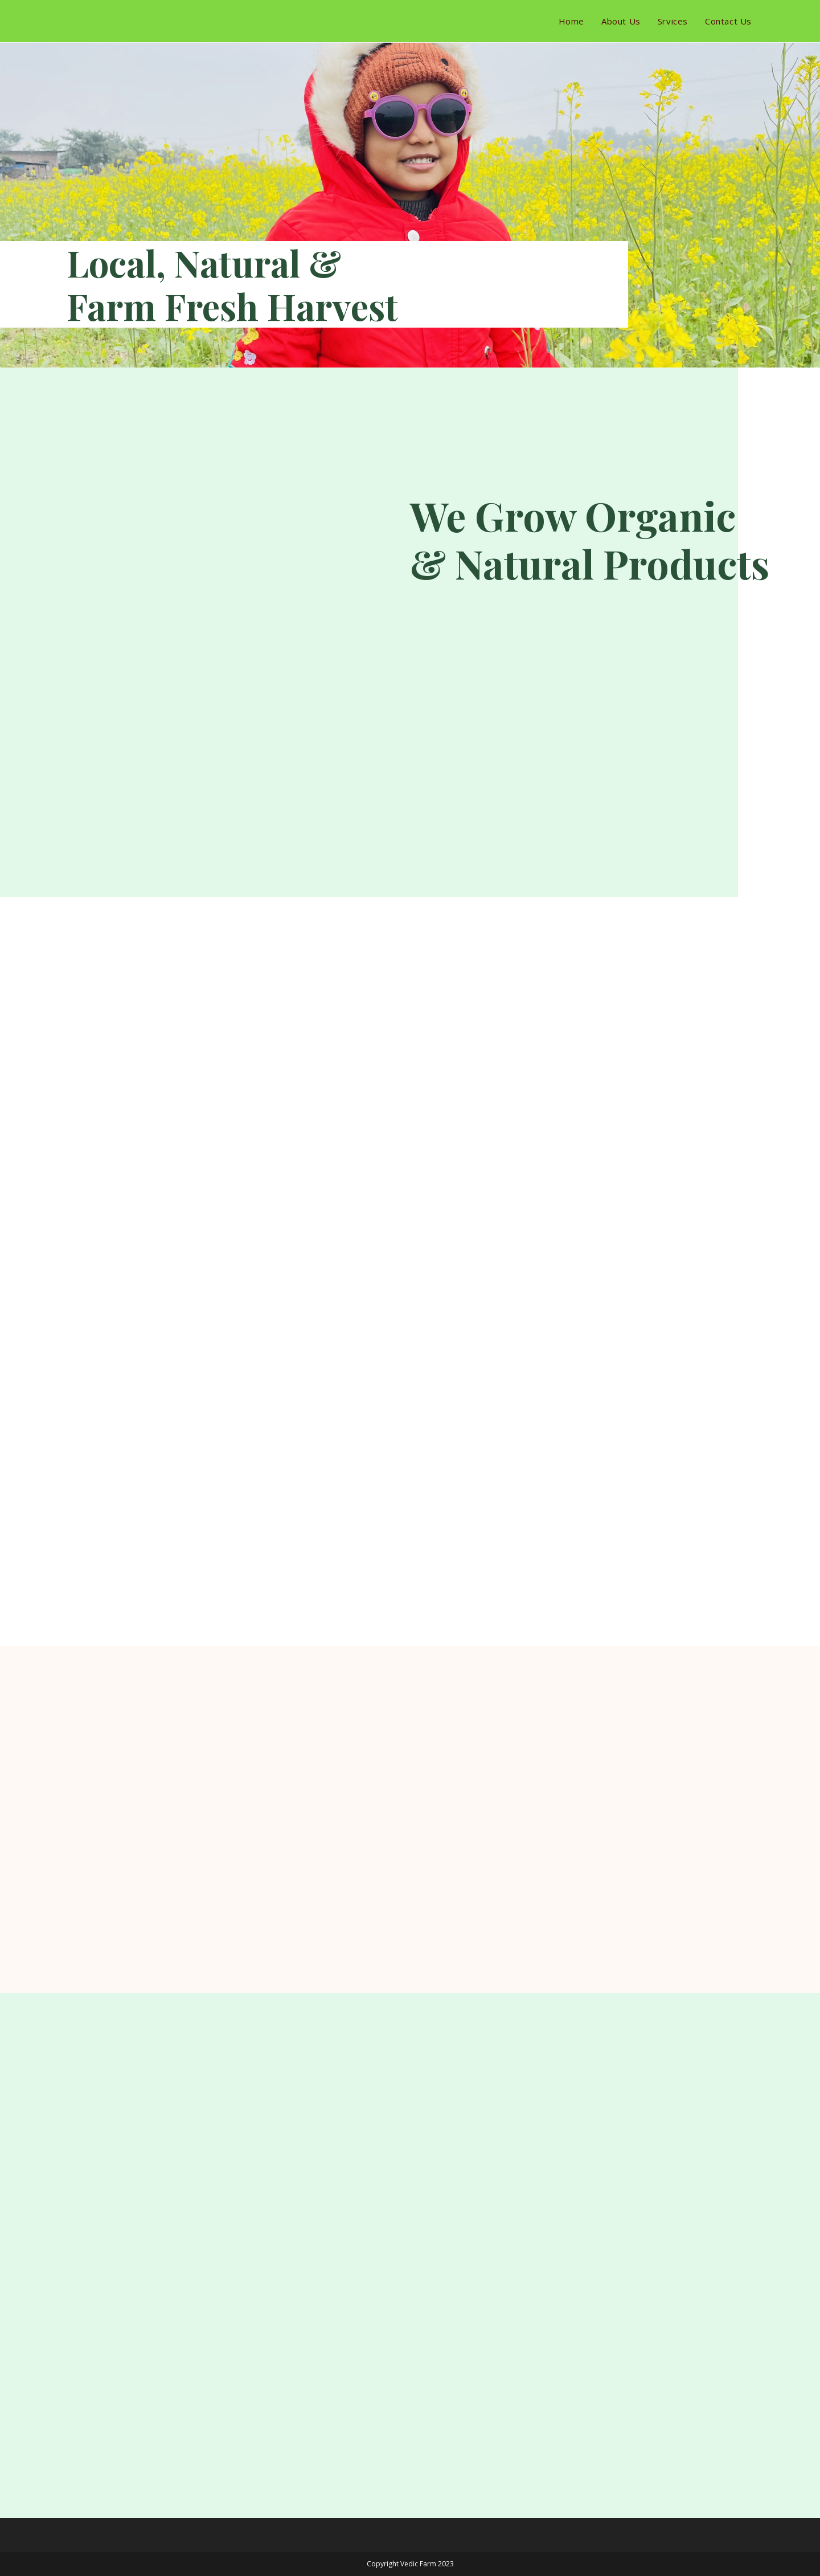 Home About Us Srvices Contact Us
Local, Natural &
Farm Fresh Harvest
We Grow Organic
& Natural Products
Copyright Vedic Farm 2023